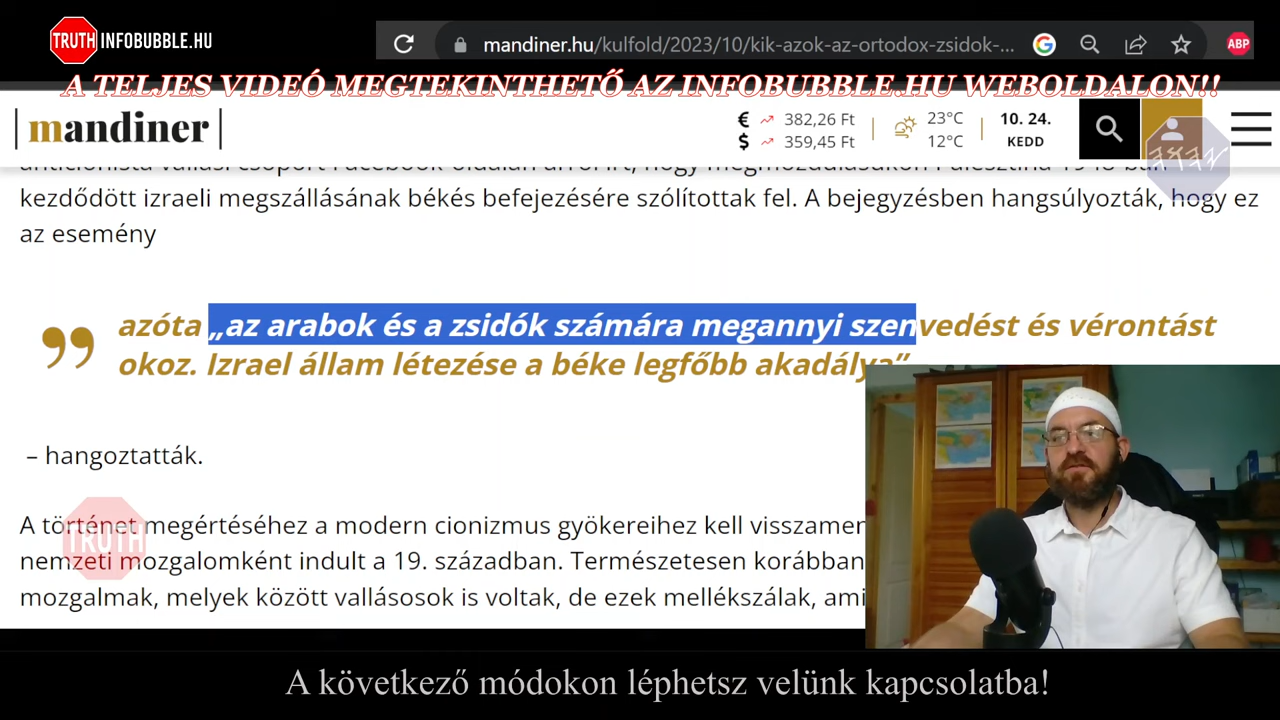 TRUTH INFOBUBBLE.HU
mandiner.hu/kulfold/2023/10/kik-azok-az-ortodox-zsidok-...
ABP
A TELJES VIDEÓ MEGTEKINTHETŐ AZ INFOBUBBLE.HU WEBOLDALON!!
| mandiner |
€ 382,26 Ft
$ 359,45 Ft
23°C
12°C
10. 24.
KEDD
kezdődött izraeli megszállásának békés befejezésére szólítottak fel. A bejegyzésben hangsúlyozták, hogy ez
az esemény
azóta „az arabok és a zsidók számára megannyi szenvedést és vérontást
okoz. Izrael állam létezése a béke legfőbb akadálya”
– hangoztatták.
A történet megértéséhez a modern cionizmus gyökereihez kell visszamen
nemzeti mozgalomként indult a 19. században. Természetesen korábban
mozgalmak, melyek között vallásosok is voltak, de ezek mellékszálak, ami
TRUTH
A következő módokon léphetsz velünk kapcsolatba!